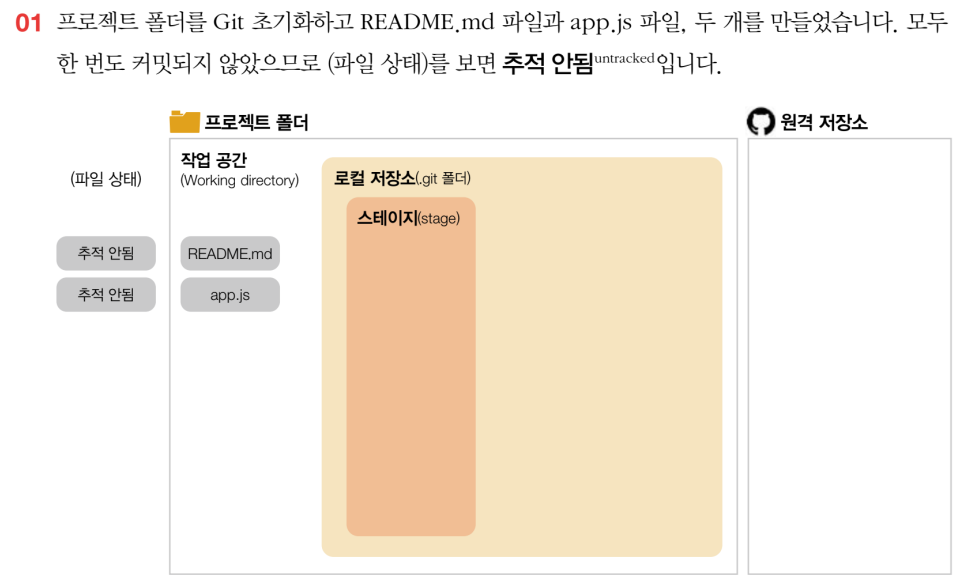 01 프로젝트 폴더를 Git 초기화하고 README.md 파일과 app.js 파일, 두 개를 만들었습니다. 모두
한 번도 커밋되지 않았으므로 (파일 상태)를 보면 추적 안됨untracked입니다.
프로젝트 폴더
원격 저장소
(파일 상태)
작업 공간
(Working directory)
로컬 저장소(.git 폴더)
스테이지(stage)
추적 안됨
README.md
추적 안됨
app.js